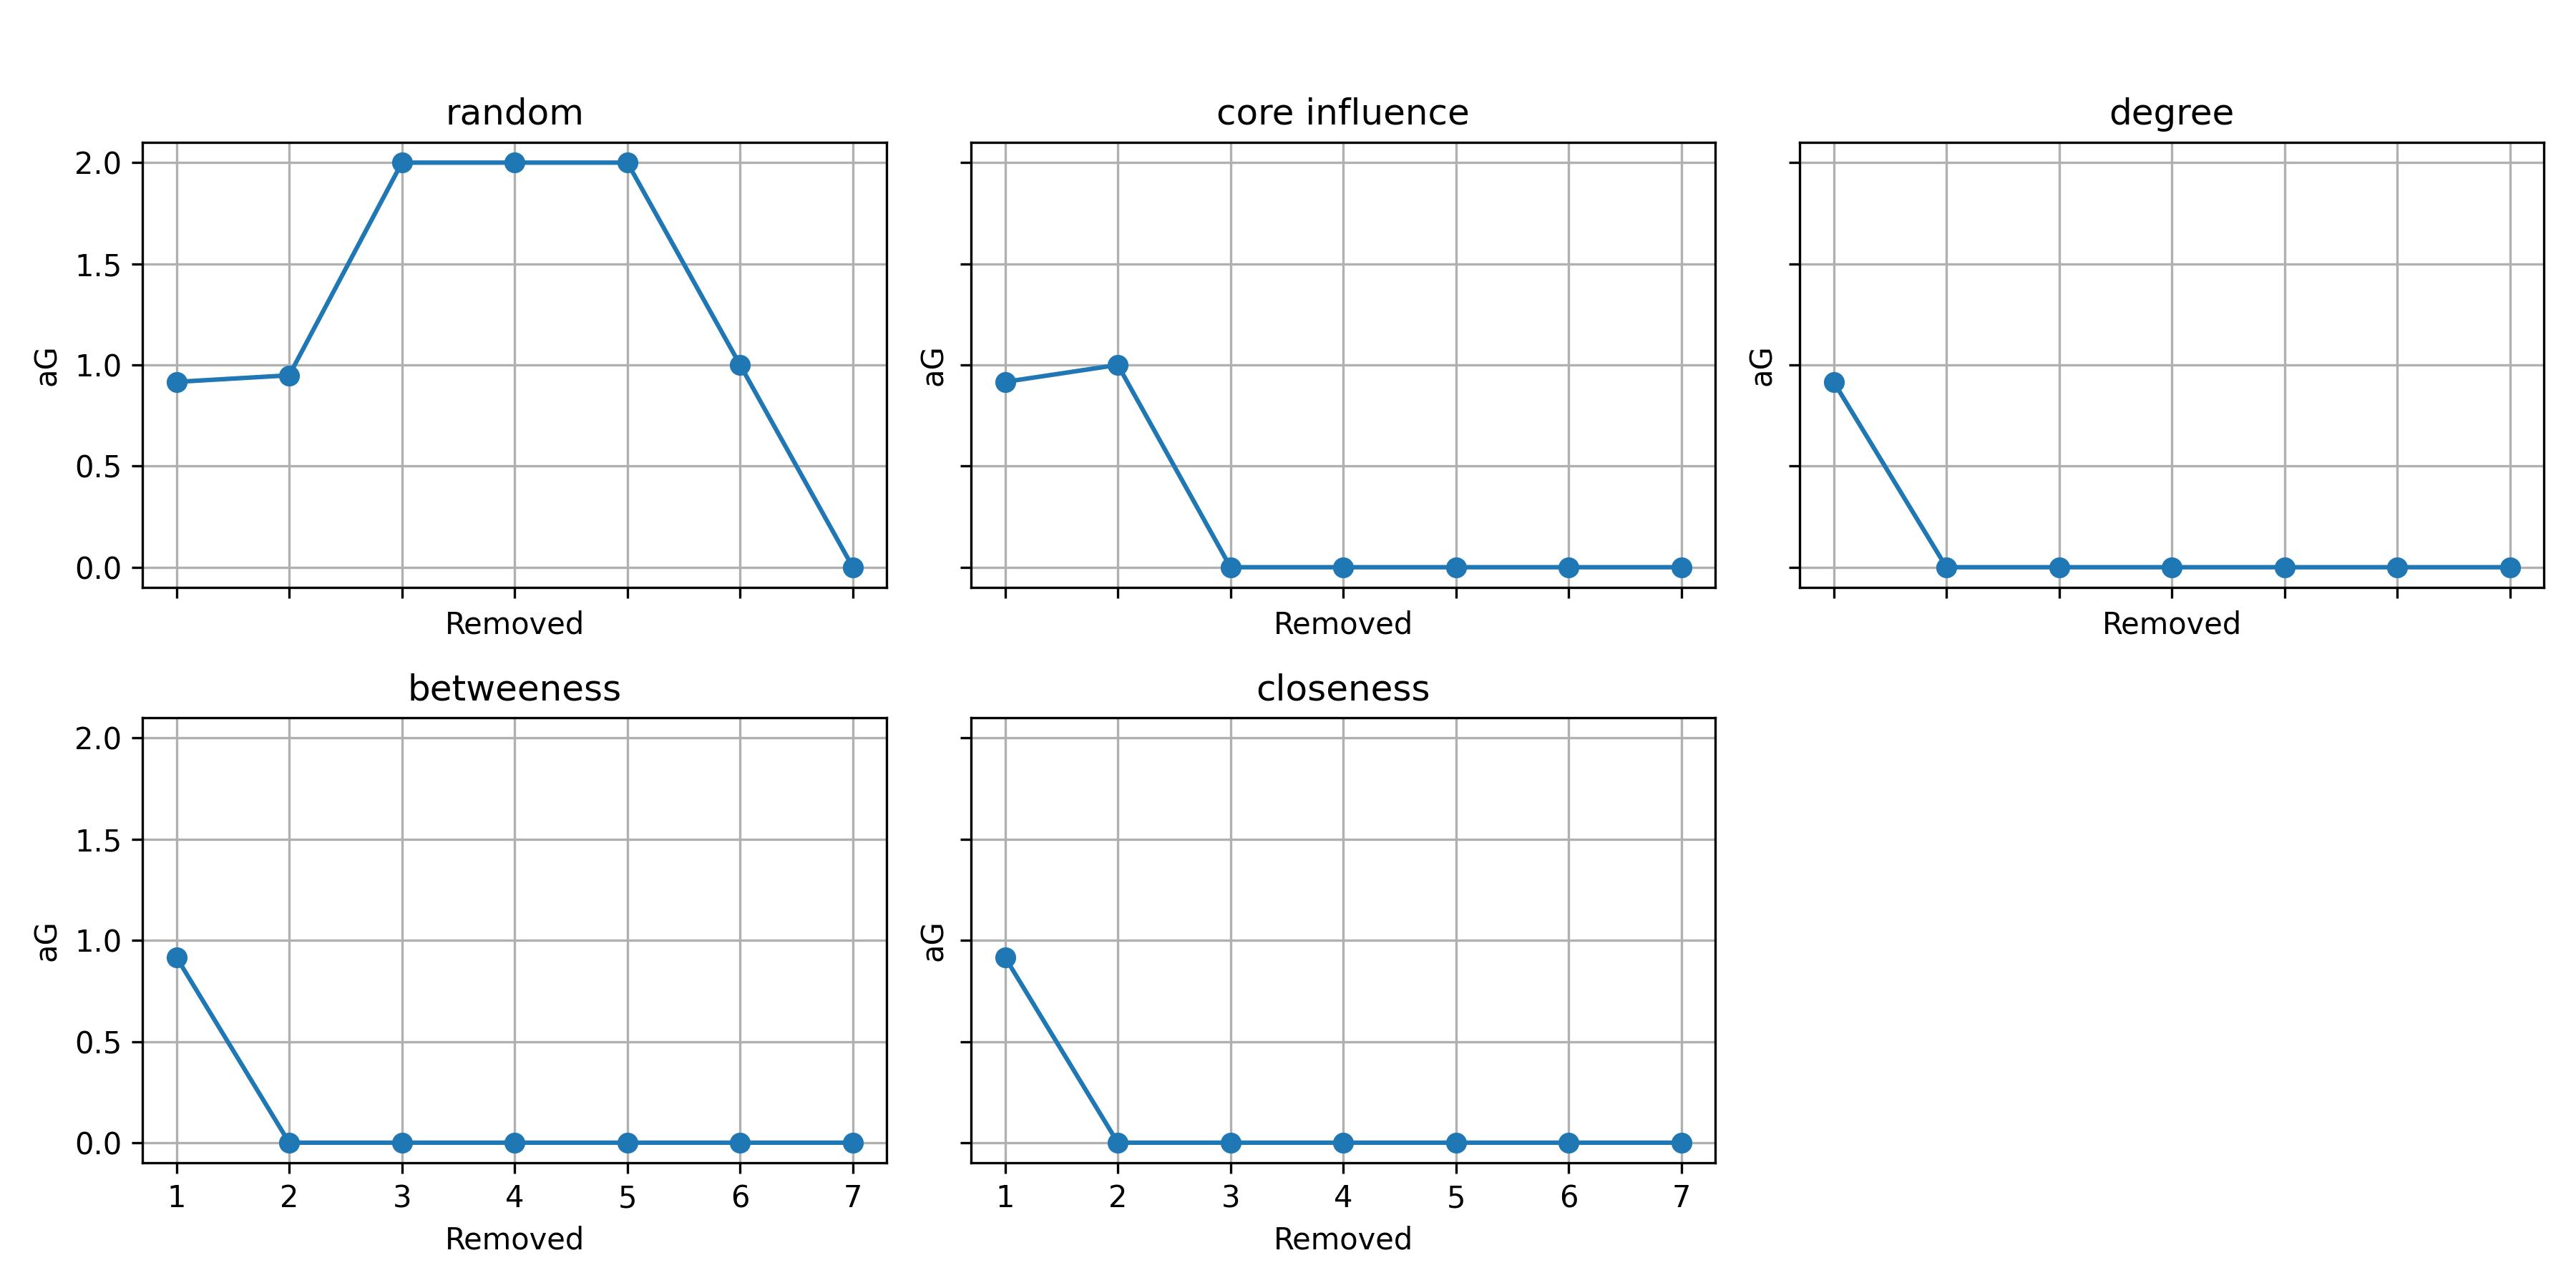 random
core influence
degree
2.0
1.5
1.0
0.5
0.0
aG
aG
aG
Removed
Removed
Removed
betweeness
closeness
2.0
1.5
1.0
0.5
0.0
aG
aG
1 2 3 4 5 6 7
1 2 3 4 5 6 7
Removed
Removed